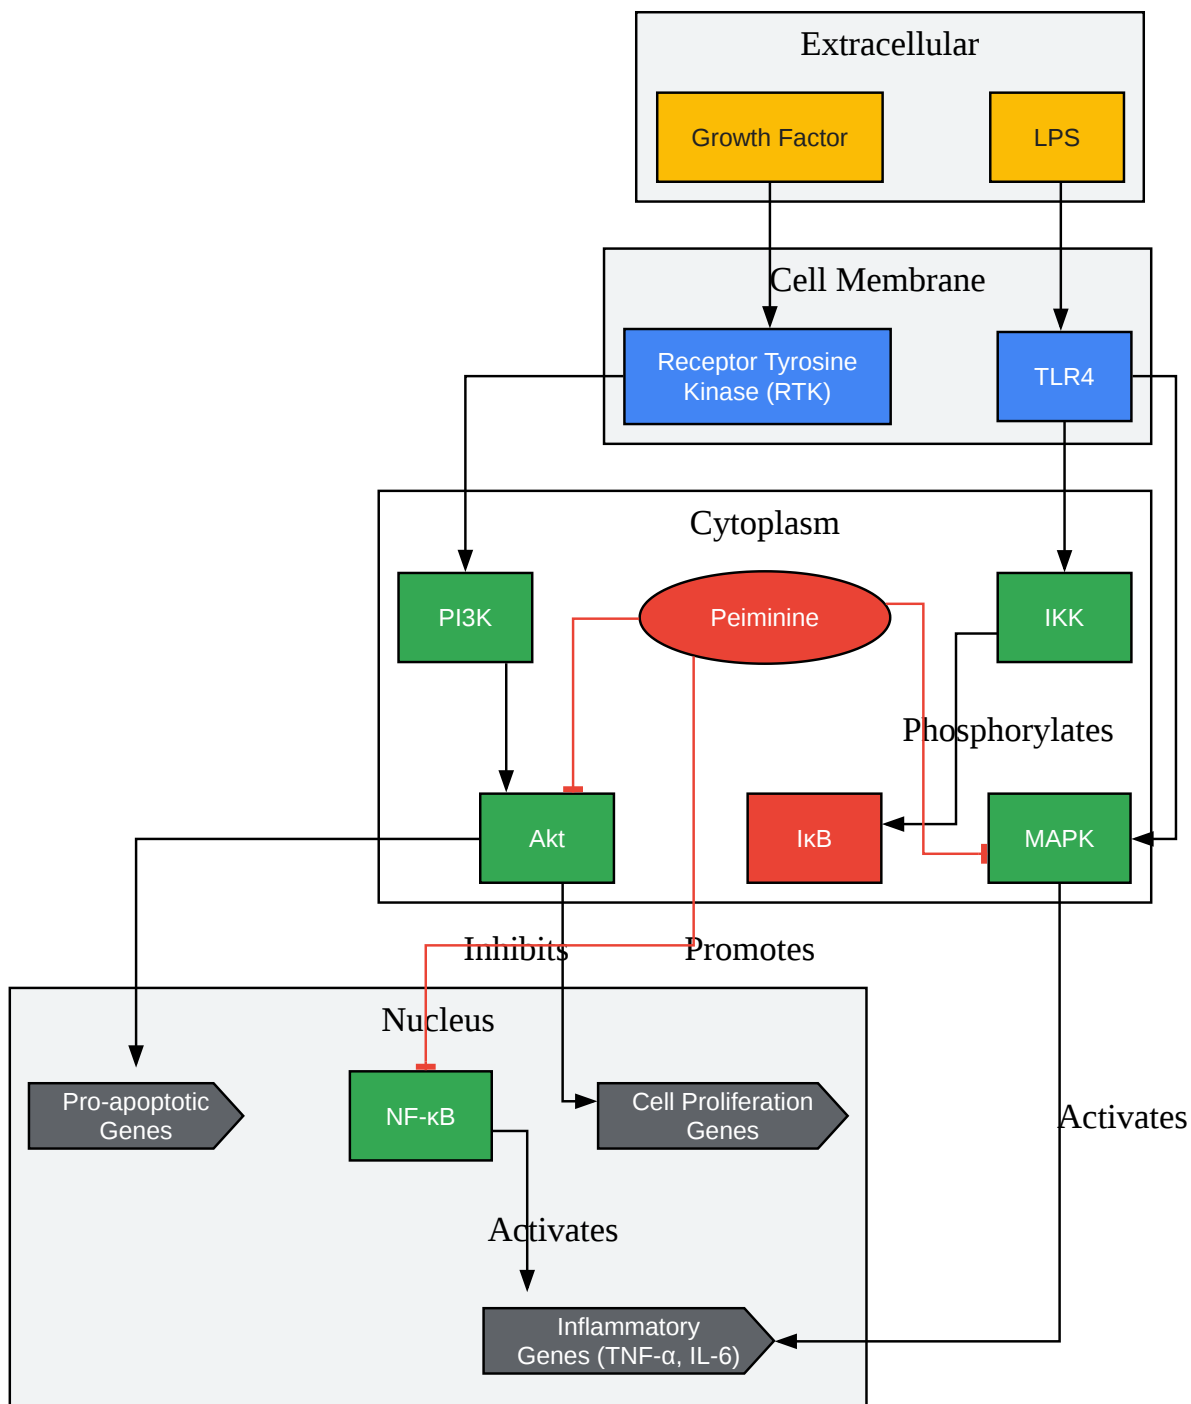 Extracellular
Growth Factor
LPS
Cell Membrane
Receptor Tyrosine
Kinase (RTK)
TLR4
Cytoplasm
PI3K
Peiminine
IKK
Phosphorylates
Akt
IκB
MAPK
Inhibits
Promotes
Nucleus
Pro-apoptotic
Genes
NF-κB
Cell Proliferation
Genes
Activates
Activates
Inflammatory
Genes (TNF-α, IL-6)